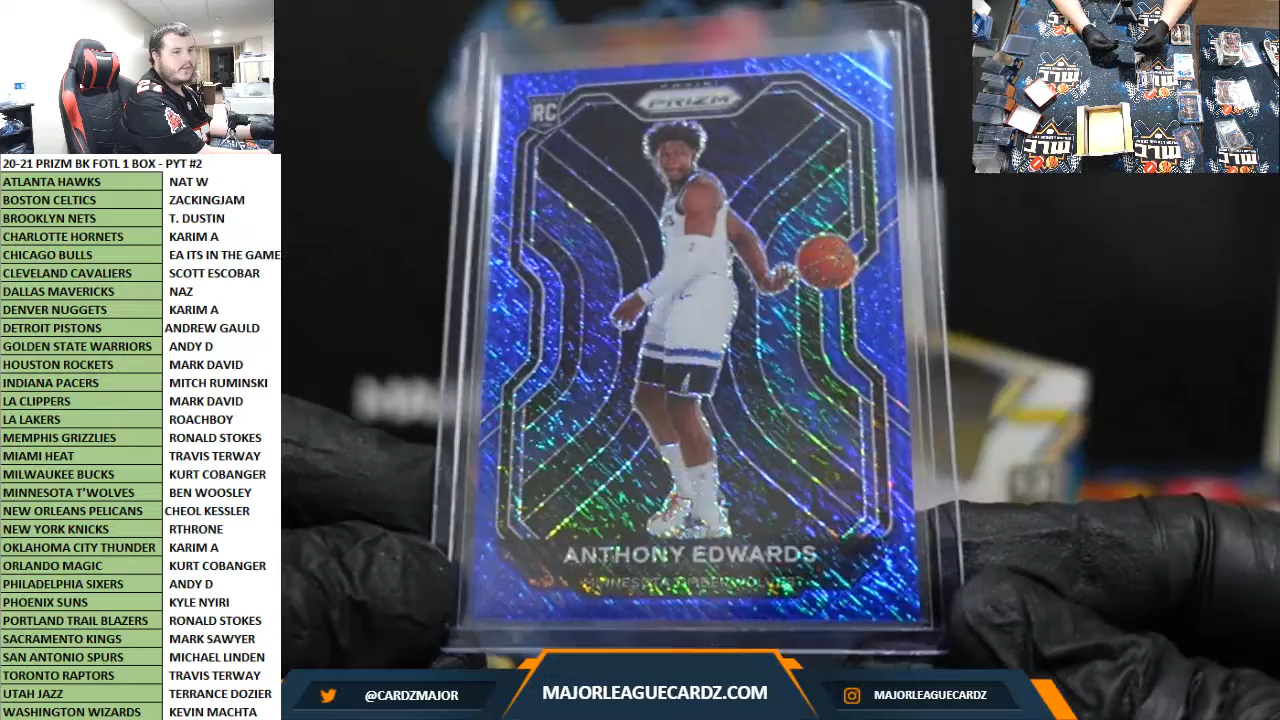 20-21 PRIZM BK FOTL 1 BOX - PYT #2
ATLANTA HAWKS NAT W
BOSTON CELTICS ZACKINGJAM
BROOKLYN NETS T. DUSTIN
CHARLOTTE HORNETS KARIM A
CHICAGO BULLS EA ITS IN THE GAME
CLEVELAND CAVALIERS SCOTT ESCOBAR
DALLAS MAVERICKS NAZ
DENVER NUGGETS KARIM A
DETROIT PISTONS ANDREW GAULD
GOLDEN STATE WARRIORS ANDY D
HOUSTON ROCKETS MARK DAVID
INDIANA PACERS MITCH RUMINSKI
LA CLIPPERS MARK DAVID
LA LAKERS ROACHBOY
MEMPHIS GRIZZLIES RONALD STOKES
MIAMI HEAT TRAVIS TERWAY
MILWAUKEE BUCKS KURT COBANGER
MINNESOTA T'WOLVES BEN WOOSLEY
NEW ORLEANS PELICANS CHEOL KESSLER
NEW YORK KNICKS RTHRONE
OKLAHOMA CITY THUNDER KARIM A
ORLANDO MAGIC KURT COBANGER
PHILADELPHIA SIXERS ANDY D
PHOENIX SUNS KYLE NYIRI
PORTLAND TRAIL BLAZERS RONALD STOKES
SACRAMENTO KINGS MARK SAWYER
SAN ANTONIO SPURS MICHAEL LINDEN
TORONTO RAPTORS TRAVIS TERWAY
UTAH JAZZ TERRANCE DOZIER
WASHINGTON WIZARDS KEVIN MACHTA
RC
PANINI
PRIZM
ANTHONY EDWARDS
MINNESOTA TIMBERWOLVES
MLC
MLC
MLC
MLC
MLC
@CARDZMAJOR
MAJORLEAGUECARDZ.COM
MAJORLEAGUECARDZ